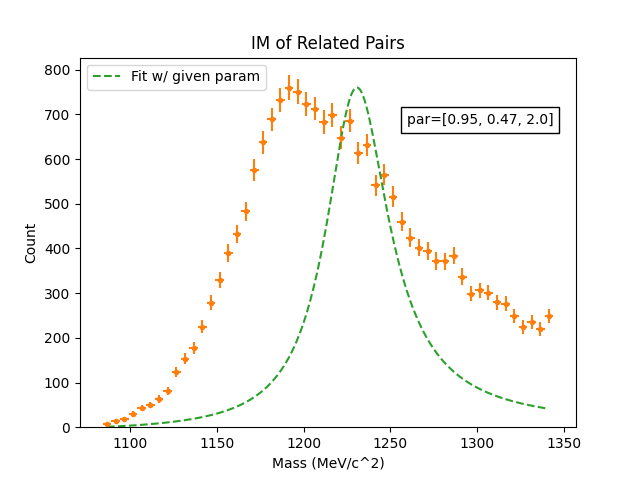 IM of Related Pairs
Fit w/ given param
par=[0.95, 0.47, 2.0]
Count
800
700
600
500
400
300
200
100
0
1100 1150 1200 1250 1300 1350
Mass (MeV/c^2)